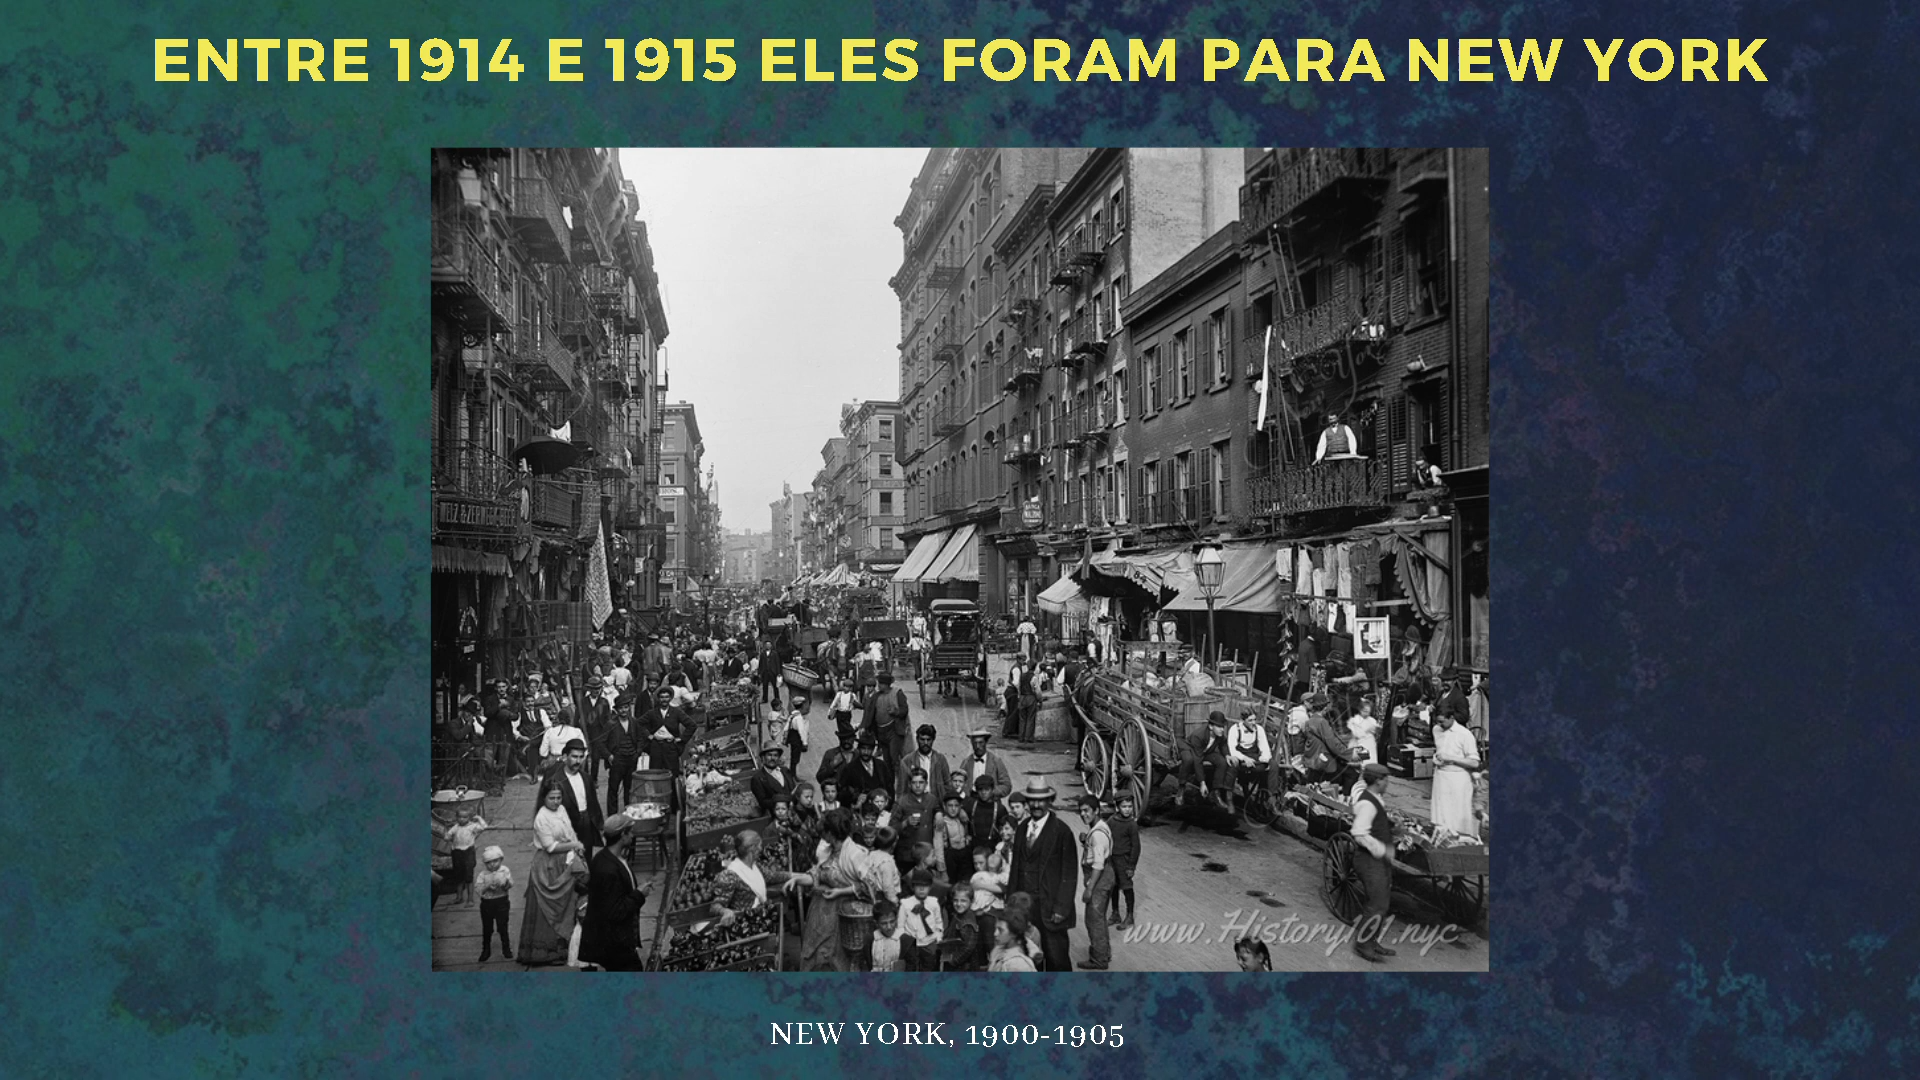 ENTRE 1914 E 1915 ELES FORAM PARA NEW YORK
www.History101.nyc
NEW YORK, 1900-1905